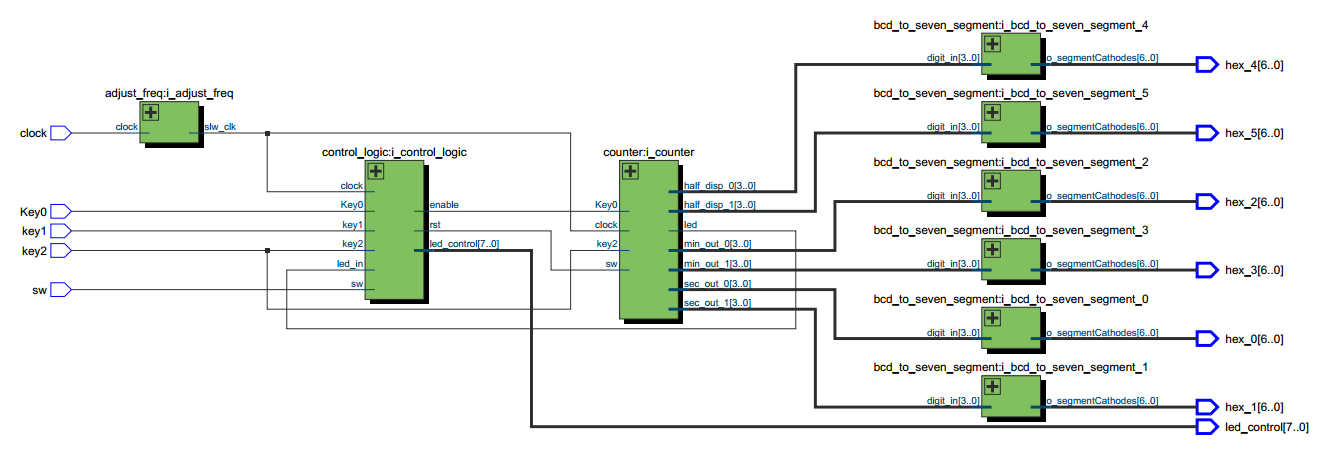 bcd_to_seven_segment:i_bcd_to_seven_segment_4
digit_in[3..0] o_segmentCathodes[6..0] hex_4[6..0]
bcd_to_seven_segment:i_bcd_to_seven_segment_5
adjust_freq:i_adjust_freq
clock clock slw_clk
digit_in[3..0] o_segmentCathodes[6..0] hex_5[6..0]
control_logic:i_control_logic
counter:i_counter
bcd_to_seven_segment:i_bcd_to_seven_segment_2
clock
half_disp_0[3..0]
digit_in[3..0] o_segmentCathodes[6..0] hex_2[6..0]
Key0 Key0 enable Key0 half_disp_1[3..0]
key1 key1 rst clock led
bcd_to_seven_segment:i_bcd_to_seven_segment_3
key2 key2 led_control[7..0] key2 min_out_0[3..0]
led_in sw min_out_1[3..0]
digit_in[3..0] o_segmentCathodes[6..0] hex_3[6..0]
sw sw sec_out_0[3..0]
bcd_to_seven_segment:i_bcd_to_seven_segment_0
sec_out_1[3..0]
digit_in[3..0] o_segmentCathodes[6..0] hex_0[6..0]
bcd_to_seven_segment:i_bcd_to_seven_segment_1
digit_in[3..0] o_segmentCathodes[6..0] hex_1[6..0]
led_control[7..0]